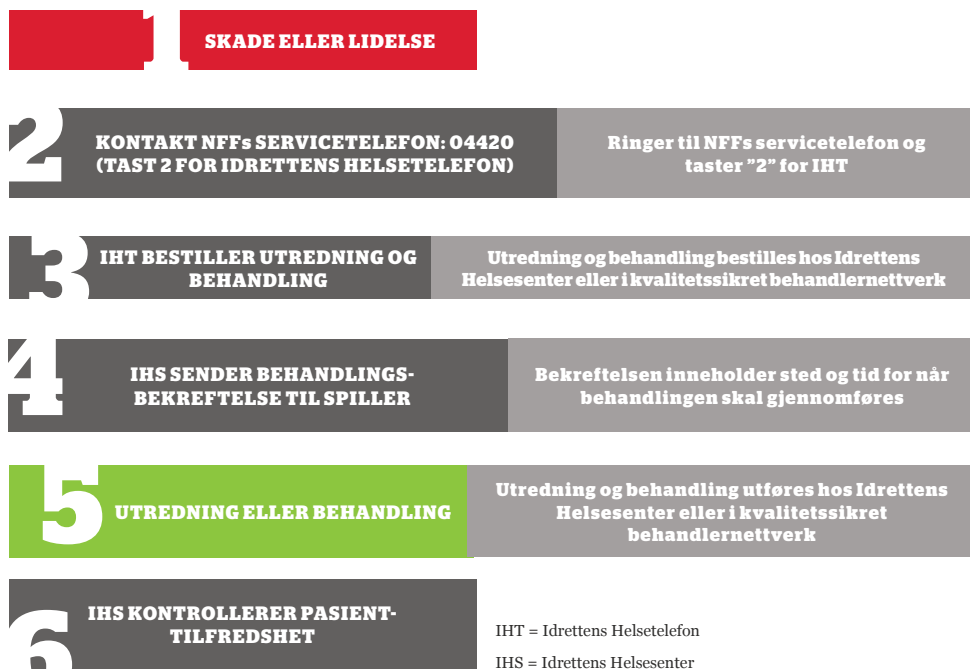 1
SKADE ELLER LIDELSE
2
KONTAKT NFFs SERVICETELEFON: 04420
(TAST 2 FOR IDRETTENS HELSETELEFON)
Ringer til NFFs servicetelefon og
taster ”2” for IHT
3
IHT BESTILLER UTREDNING OG
BEHANDLING
Utredning og behandling bestilles hos Idrettens
Helsesenter eller i kvalitetssikret behandlernettverk
4
IHS SENDER BEHANDLINGS-
BEKREFTELSE TIL SPILLER
Bekreftelsen inneholder sted og tid for når
behandlingen skal gjennomføres
5
UTREDNING ELLER BEHANDLING
Utredning og behandling utføres hos Idrettens
Helsesenter eller i kvalitetssikret
behandlernettverk
6
IHS KONTROLLERER PASIENT-
TILFREDSHET
IHT = Idrettens Helsetelefon
IHS = Idrettens Helsesenter